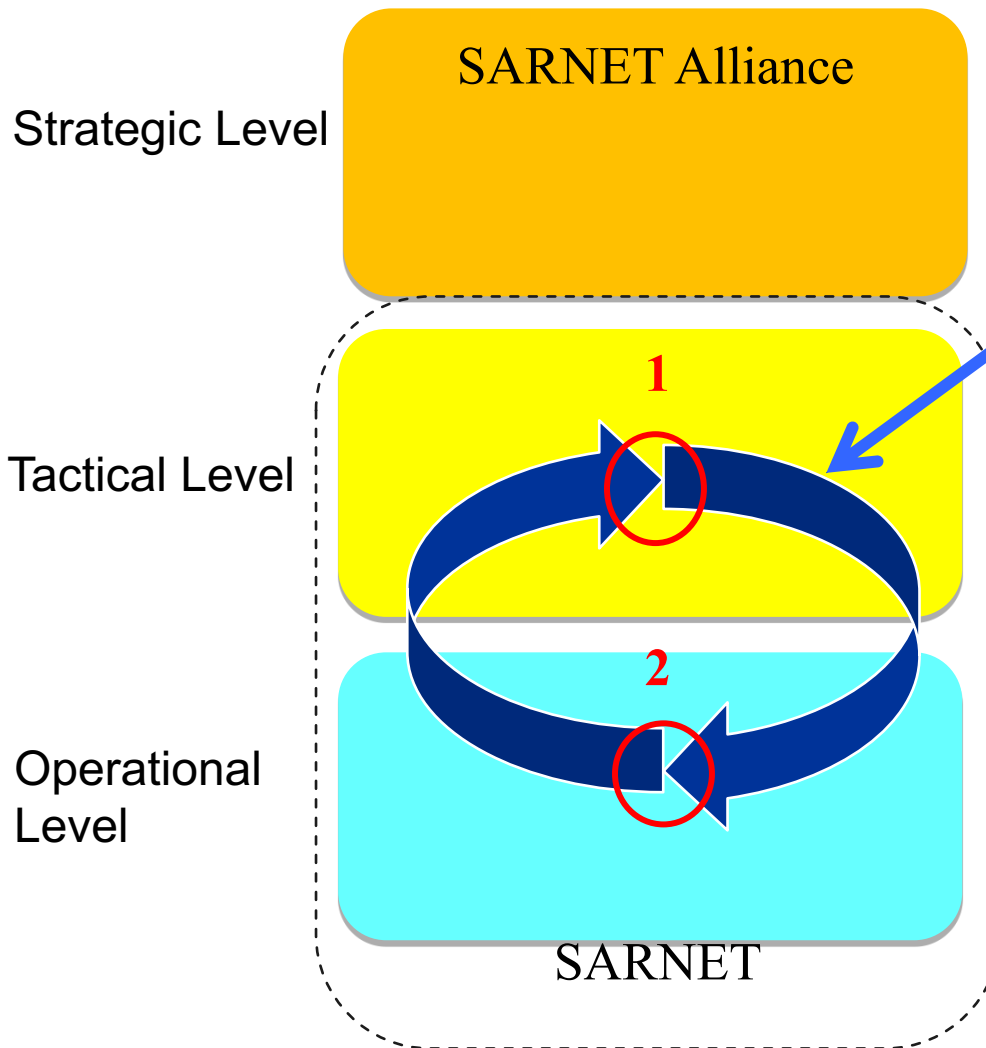 SARNET Alliance
Strategic Level
1
Tactical Level
2
Operational
Level
SARNET